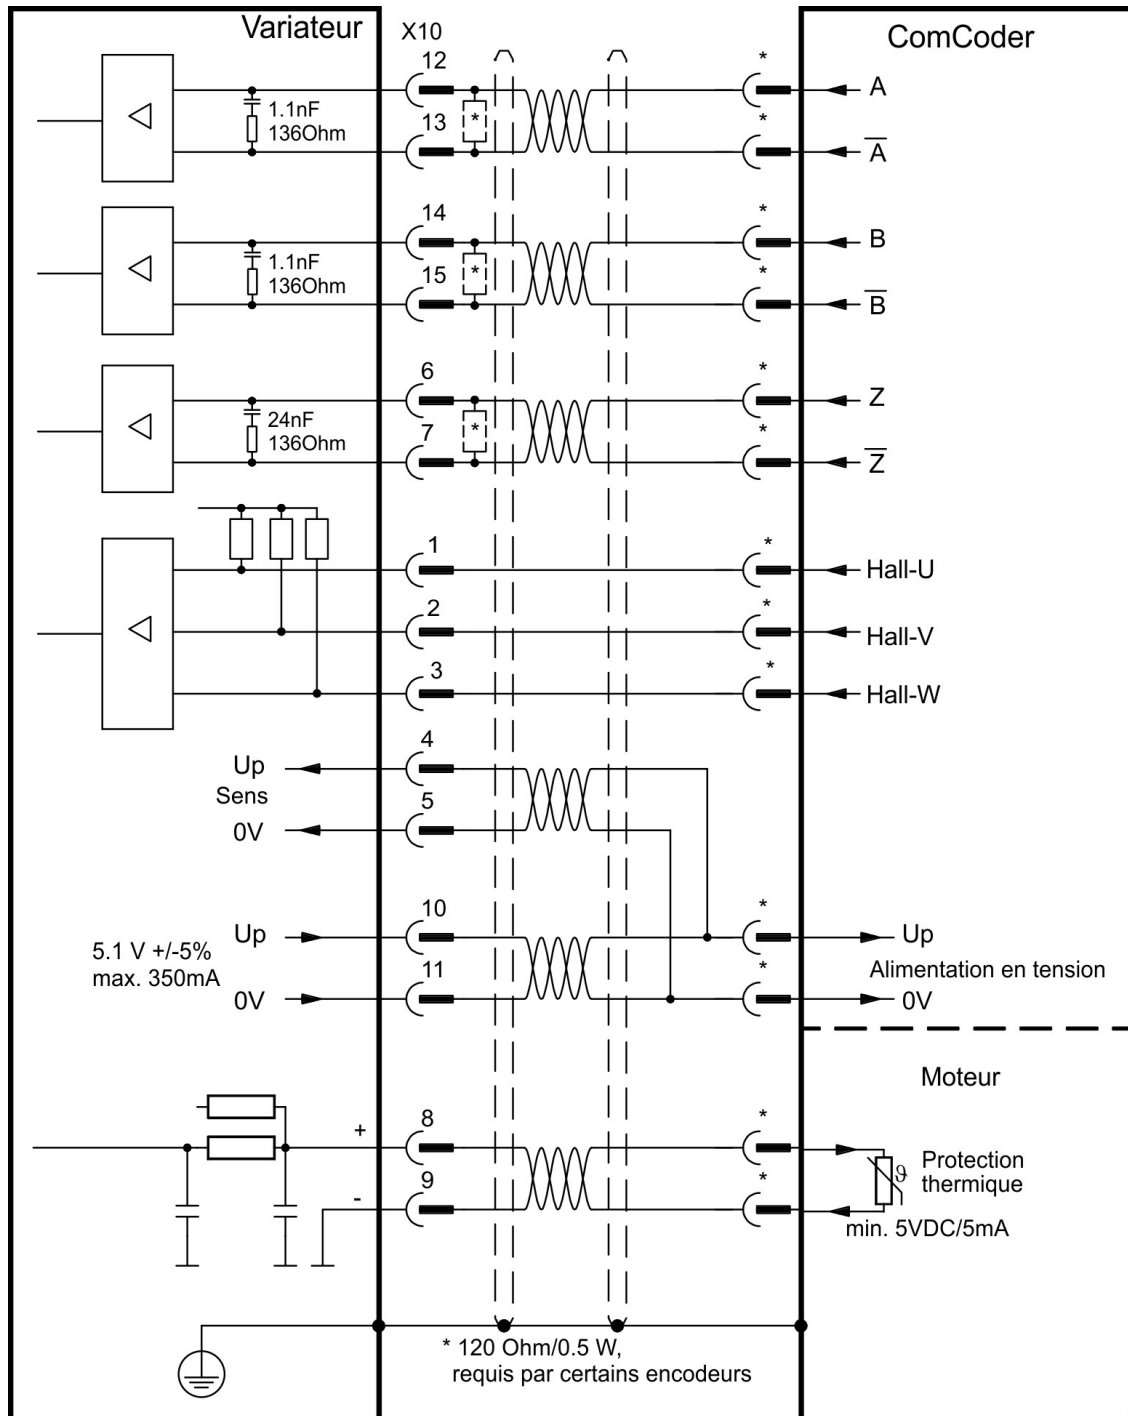 Variateur
X10
ComCoder
12
*
A
1.1nF
136Ohm
*
13
*
A̅
14
*
B
1.1nF
136Ohm
*
15
*
B̅
6
*
Z
24nF
136Ohm
*
7
*
Z̅
1
*
Hall-U
2
*
Hall-V
3
*
Hall-W
4
Up
Sens
5
0V
10
*
Up
Up
5.1 V +/-5%
max. 350mA
Alimentation en tension
11
*
0V
0V
Moteur
8
*
+
Protection
thermique
ϑ
9
*
-
min. 5VDC/5mA
* 120 Ohm/0.5 W,
requis par certains encodeurs